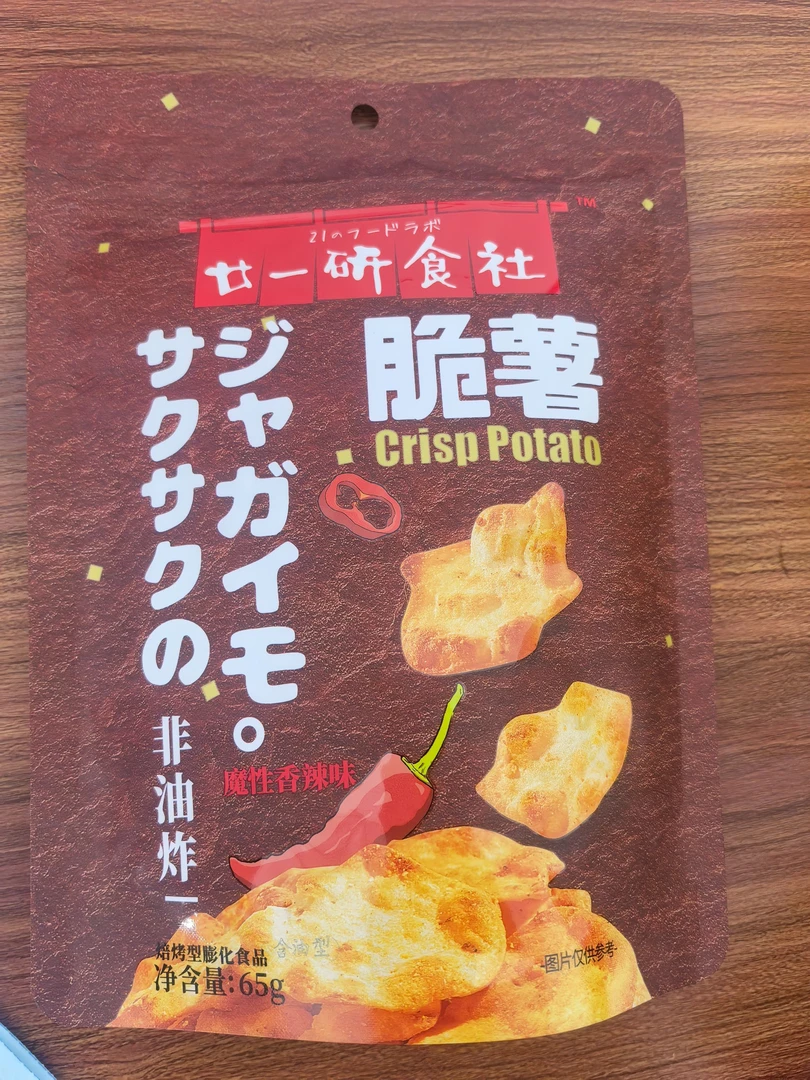 TM
21のフードラボ
廿一研食社
脆薯
Crisp Potato
ジャガイモ。
サクサクの
非油炸
魔性香辣味
焙烤型膨化食品
含油型
净含量:65g
-图片仅供参考-